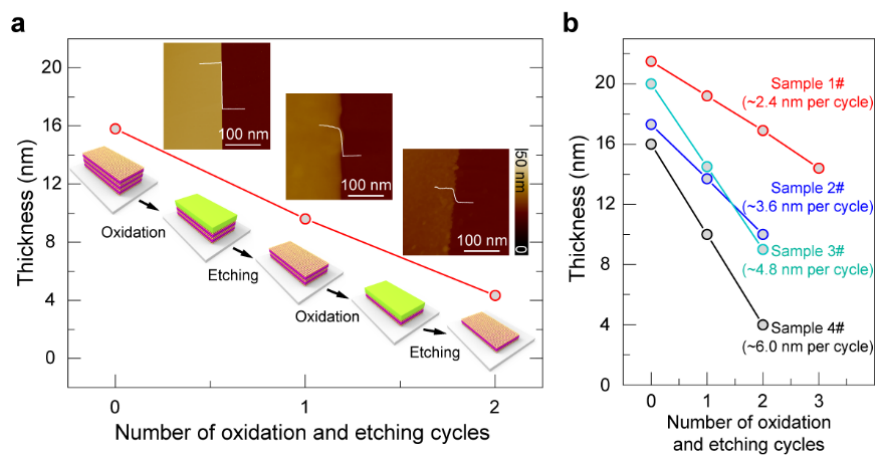 a
Thickness (nm)
20
16
12
8
4
0
100 nm
100 nm
100 nm
50 nm
0
Oxidation
Etching
Oxidation
Etching
0
1
2
Number of oxidation and etching cycles
b
Thickness (nm)
20
16
12
8
4
0
Sample 1#
(~2.4 nm per cycle)
Sample 2#
(~3.6 nm per cycle)
Sample 3#
(~4.8 nm per cycle)
Sample 4#
(~6.0 nm per cycle)
0
1
2
3
Number of oxidation
and etching cycles